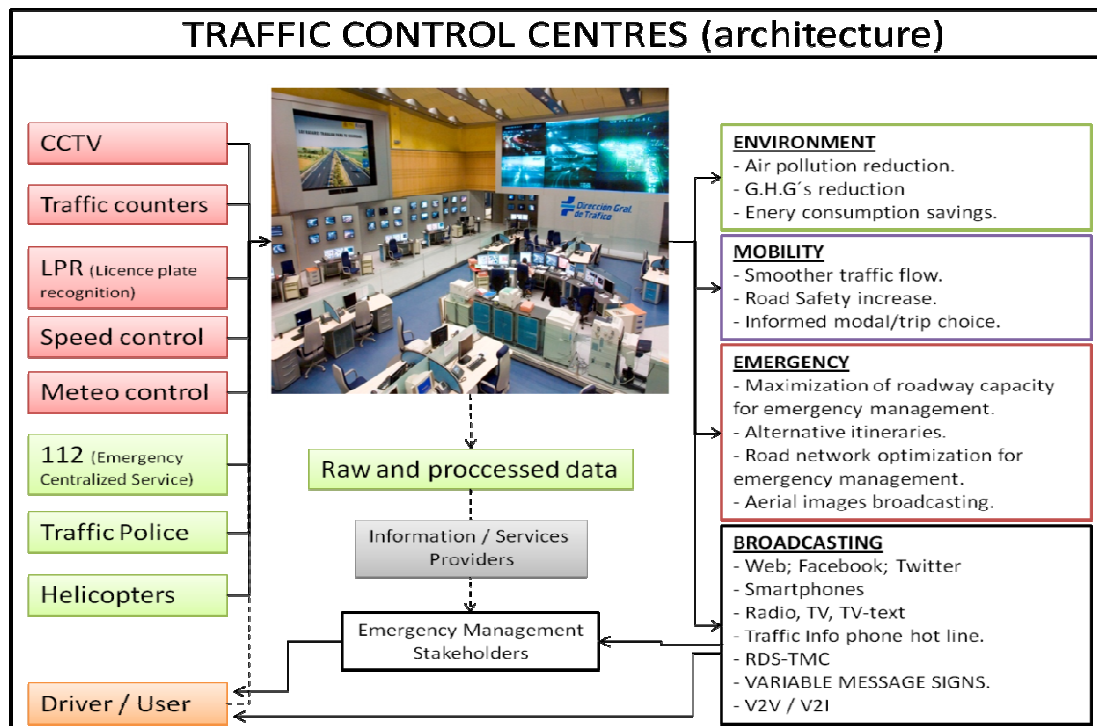 TRAFFIC CONTROL CENTRES (architecture)
CCTV
Traffic counters
LPR (Licence plate
recognition)
Speed control
Meteo control
112 (Emergency
Centralized Service)
Traffic Police
Helicopters
Driver / User
Dirección Gral.
de Tráfico
Raw and proccessed data
Information / Services
Providers
Emergency Management
Stakeholders
ENVIRONMENT
- Air pollution reduction.
- G.H.G´s reduction
- Enery consumption savings.
MOBILITY
- Smoother traffic flow.
- Road Safety increase.
- Informed modal/trip choice.
EMERGENCY
- Maximization of roadway capacity
for emergency management.
- Alternative itineraries.
- Road network optimization for
emergency management.
- Aerial images broadcasting.
BROADCASTING
- Web; Facebook; Twitter
- Smartphones
- Radio, TV, TV-text
- Traffic Info phone hot line.
- RDS-TMC
- VARIABLE MESSAGE SIGNS.
- V2V / V2I